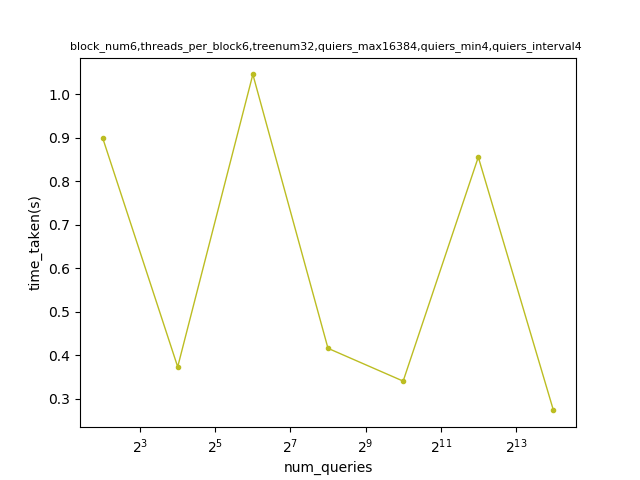 block_num6,threads_per_block6,treenum32,quiers_max16384,quiers_min4,quiers_interval4
time_taken(s)
1.0
0.9
0.8
0.7
0.6
0.5
0.4
0.3
2^3 2^5 2^7 2^9 2^11 2^13
num_queries